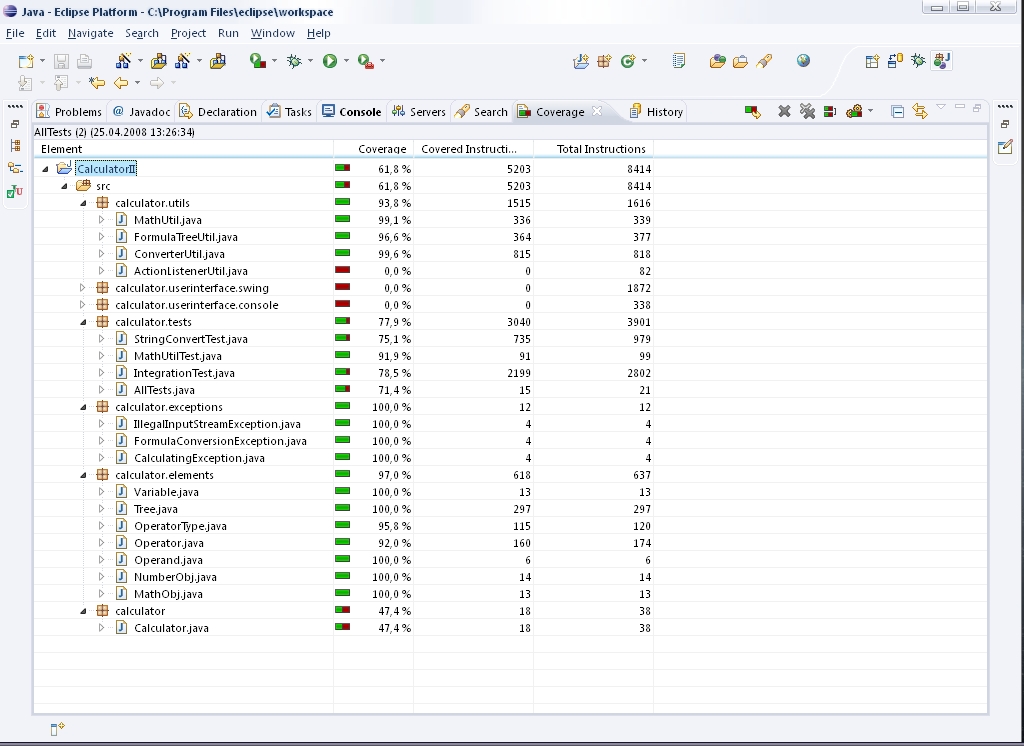 Java - Eclipse Platform - C:\Program Files\eclipse\workspace
File Edit Navigate Search Project Run Window Help
Problems @ Javadoc Declaration Tasks Console Servers Search Coverage History
AllTests (2) (25.04.2008 13:26:34)
Element Coverage Covered Instructi... Total Instructions
CalculatorII 61,8 % 5203 8414
src 61,8 % 5203 8414
calculator.utils 93,8 % 1515 1616
MathUtil.java 99,1 % 336 339
FormulaTreeUtil.java 96,6 % 364 377
ConverterUtil.java 99,6 % 815 818
ActionListenerUtil.java 0,0 % 0 82
calculator.userinterface.swing 0,0 % 0 1872
calculator.userinterface.console 0,0 % 0 338
calculator.tests 77,9 % 3040 3901
StringConvertTest.java 75,1 % 735 979
MathUtilTest.java 91,9 % 91 99
IntegrationTest.java 78,5 % 2199 2802
AllTests.java 71,4 % 15 21
calculator.exceptions 100,0 % 12 12
IllegalInputStreamException.java 100,0 % 4 4
FormulaConversionException.java 100,0 % 4 4
CalculatingException.java 100,0 % 4 4
calculator.elements 97,0 % 618 637
Variable.java 100,0 % 13 13
Tree.java 100,0 % 297 297
OperatorType.java 95,8 % 115 120
Operator.java 92,0 % 160 174
Operand.java 100,0 % 6 6
NumberObj.java 100,0 % 14 14
MathObj.java 100,0 % 13 13
calculator 47,4 % 18 38
Calculator.java 47,4 % 18 38